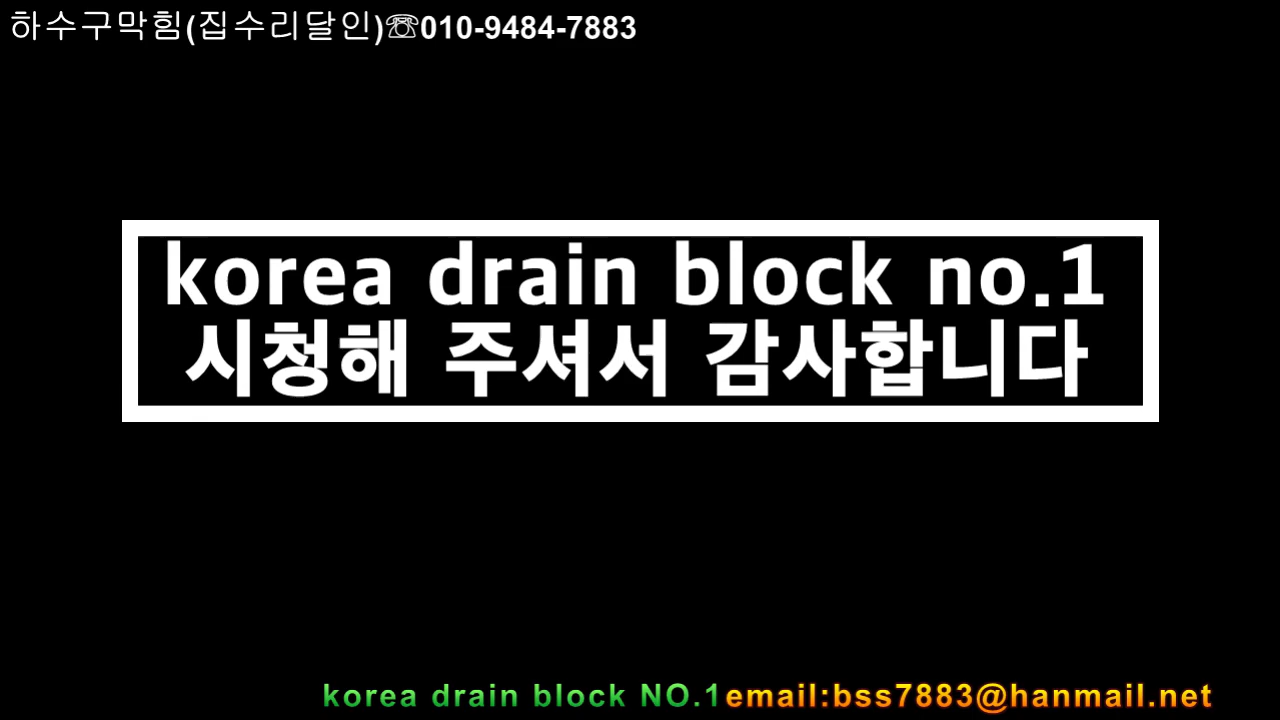 하수구막힘(집수리달인)☏010-9484-7883
korea drain block no.1
시청해 주셔서 감사합니다
korea drain block NO.1email:bss7883@hanmail.net